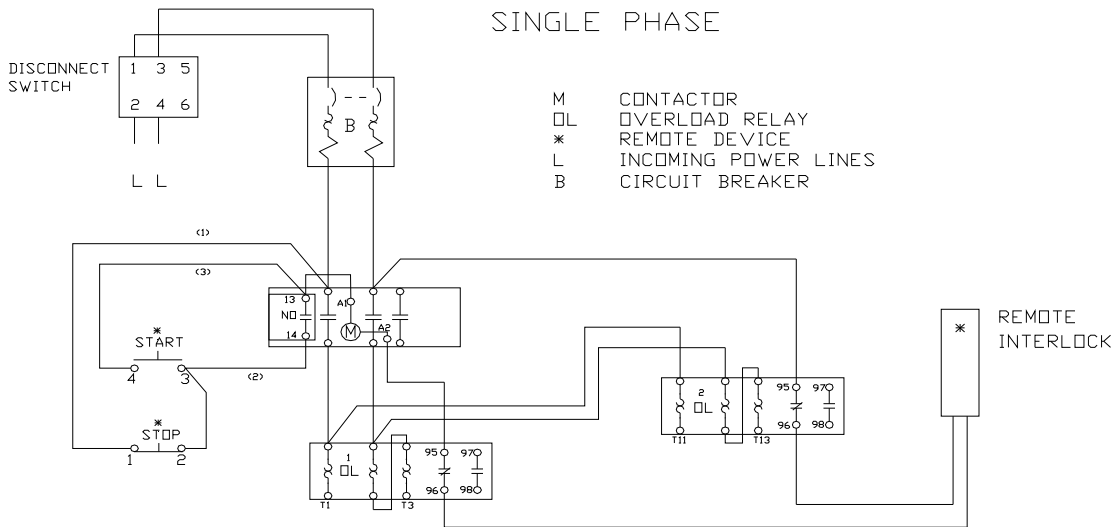 SINGLE PHASE
DISCONNECT
SWITCH
1 3 5
2 4 6
L L
B
M CONTACTOR
OL OVERLOAD RELAY
* REMOTE DEVICE
L INCOMING POWER LINES
B CIRCUIT BREAKER
(1)
(3)
13
NO
14
A1
M
A2
*
START
4 3
(2)
*
STOP
1 2
*
REMOTE
INTERLOCK
2
OL
95 97
96 98
T11 T13
1
OL
95 97
96 98
T1 T3